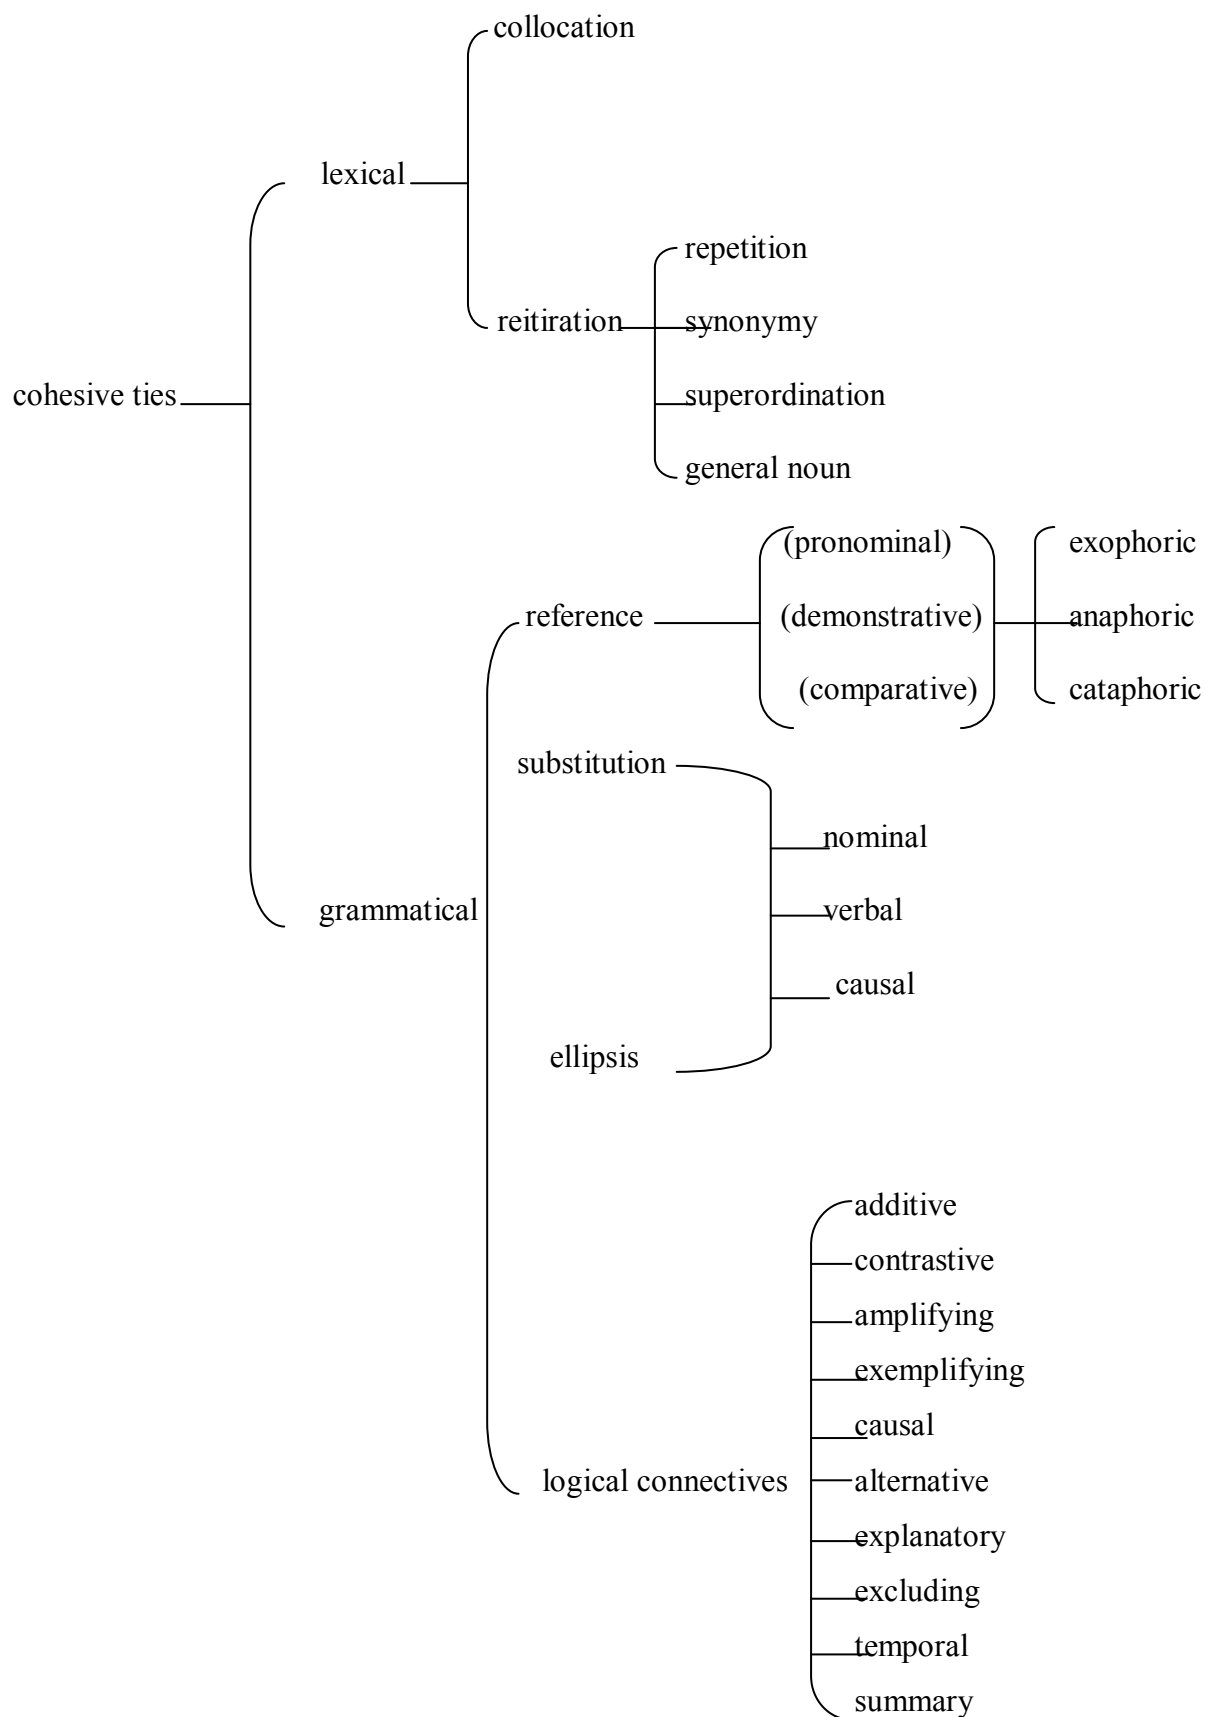 collocation
lexical
repetition
reitiration
synonymy
cohesive ties
superordination
general noun
(pronominal)
exophoric
reference
(demonstrative)
anaphoric
(comparative)
cataphoric
substitution
nominal
grammatical
verbal
causal
ellipsis
additive
contrastive
amplifying
exemplifying
causal
logical connectives
alternative
explanatory
excluding
temporal
summary